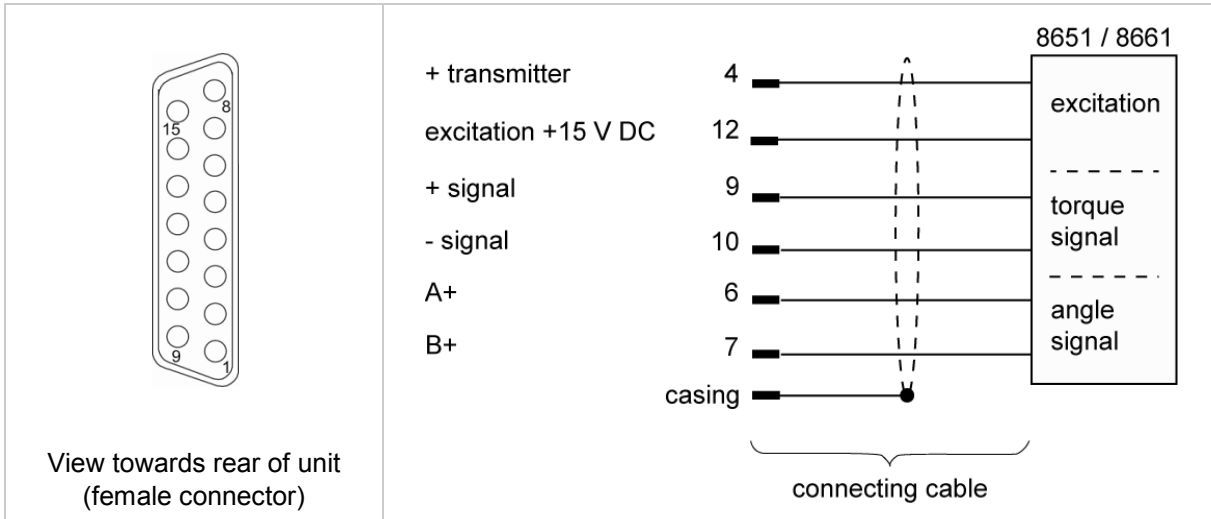 8
15
9
1
View towards rear of unit
(female connector)
8651 / 8661
+ transmitter 4
excitation +15 V DC 12
+ signal 9
- signal 10
A+ 6
B+ 7
casing
excitation
torque
signal
angle
signal
connecting cable